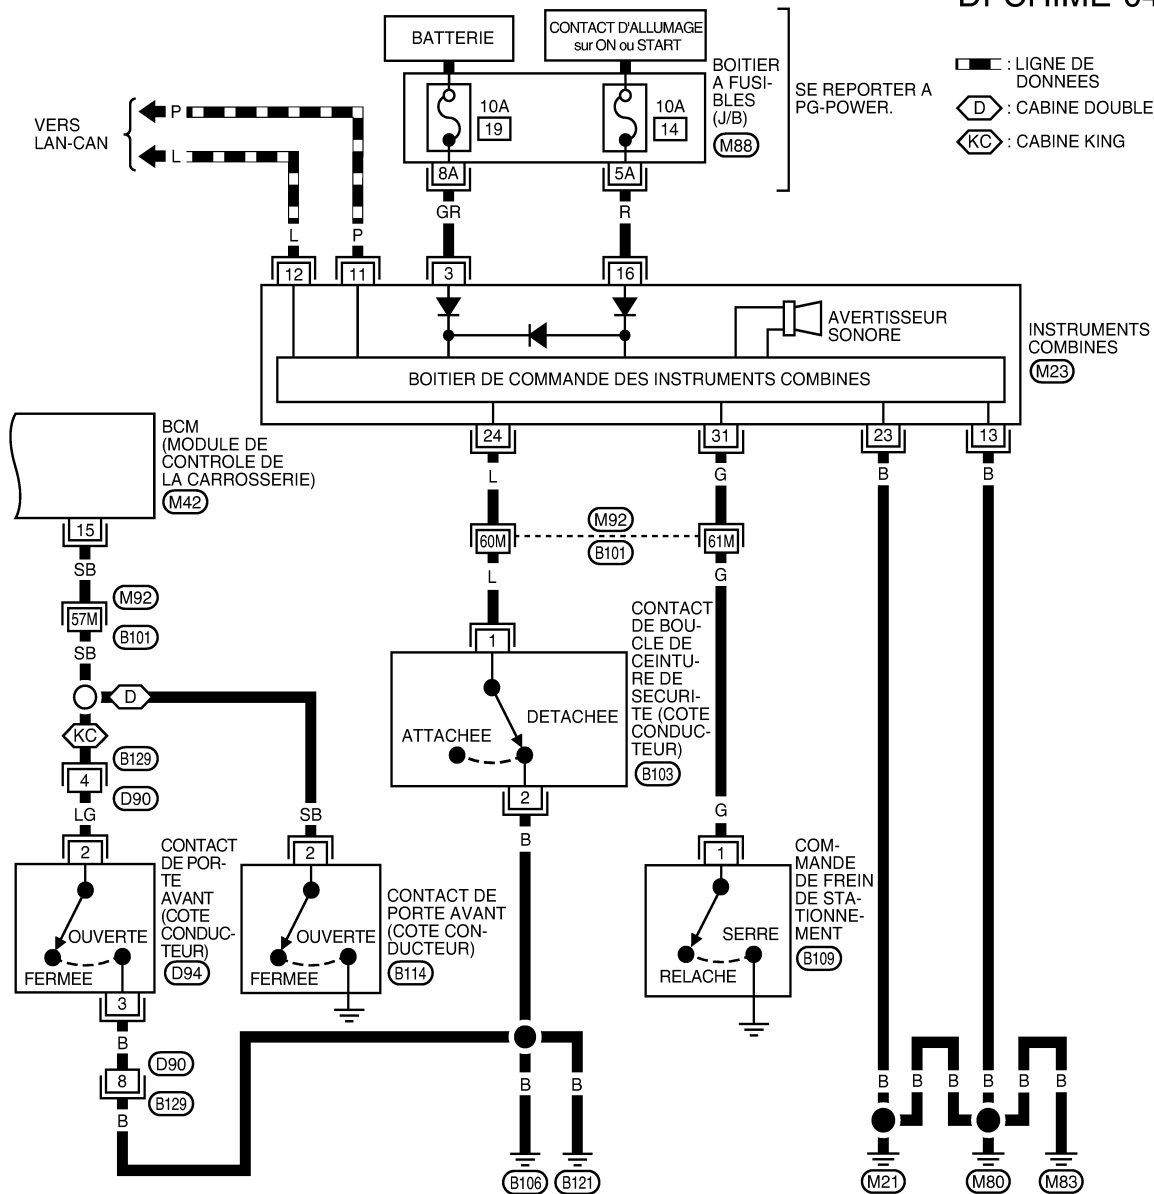 BATTERIE
CONTACT D'ALLUMAGE
sur ON ou START
BOITIER
A FUSI-
BLES
(J/B)
M88
SE REPORTER A
PG-POWER.
: LIGNE DE
DONNEES
D : CABINE DOUBLE
KC : CABINE KING
VERS
LAN-CAN
P
L
10A
19
10A
14
8A
5A
GR
R
L
P
12
11
3
16
AVERTISSEUR
SONORE
INSTRUMENTS
COMBINES
M23
BOITIER DE COMMANDE DES INSTRUMENTS COMBINES
24
31
23
13
BCM
(MODULE DE
CONTROLE DE
LA CARROSSERIE)
M42
15
SB
M92
57M
B101
SB
L
G
B
B
60M
M92
B101
61M
L
G
D
KC
B129
4
D90
LG
SB
1
CONTACT
DE BOU-
CLE DE
CEINTU-
RE DE
SECURI-
TE (COTE
CONDUC-
TEUR)
B103
DETACHEE
ATTACHEE
2
B
G
2
CONTACT
DE POR-
TE
AVANT
(COTE
CONDUC-
TEUR)
D94
OUVERTE
FERMEE
3
2
CONTACT DE
PORTE AVANT
(COTE CON-
DUCTEUR)
B114
OUVERTE
FERMEE
1
COM-
MANDE
DE FREIN
DE STA-
TIONNE-
MENT
B109
SERRE
RELACHE
B
D90
8
B129
B
B
B
B106
B121
B
B
B
B
B
B
M21
M80
M83